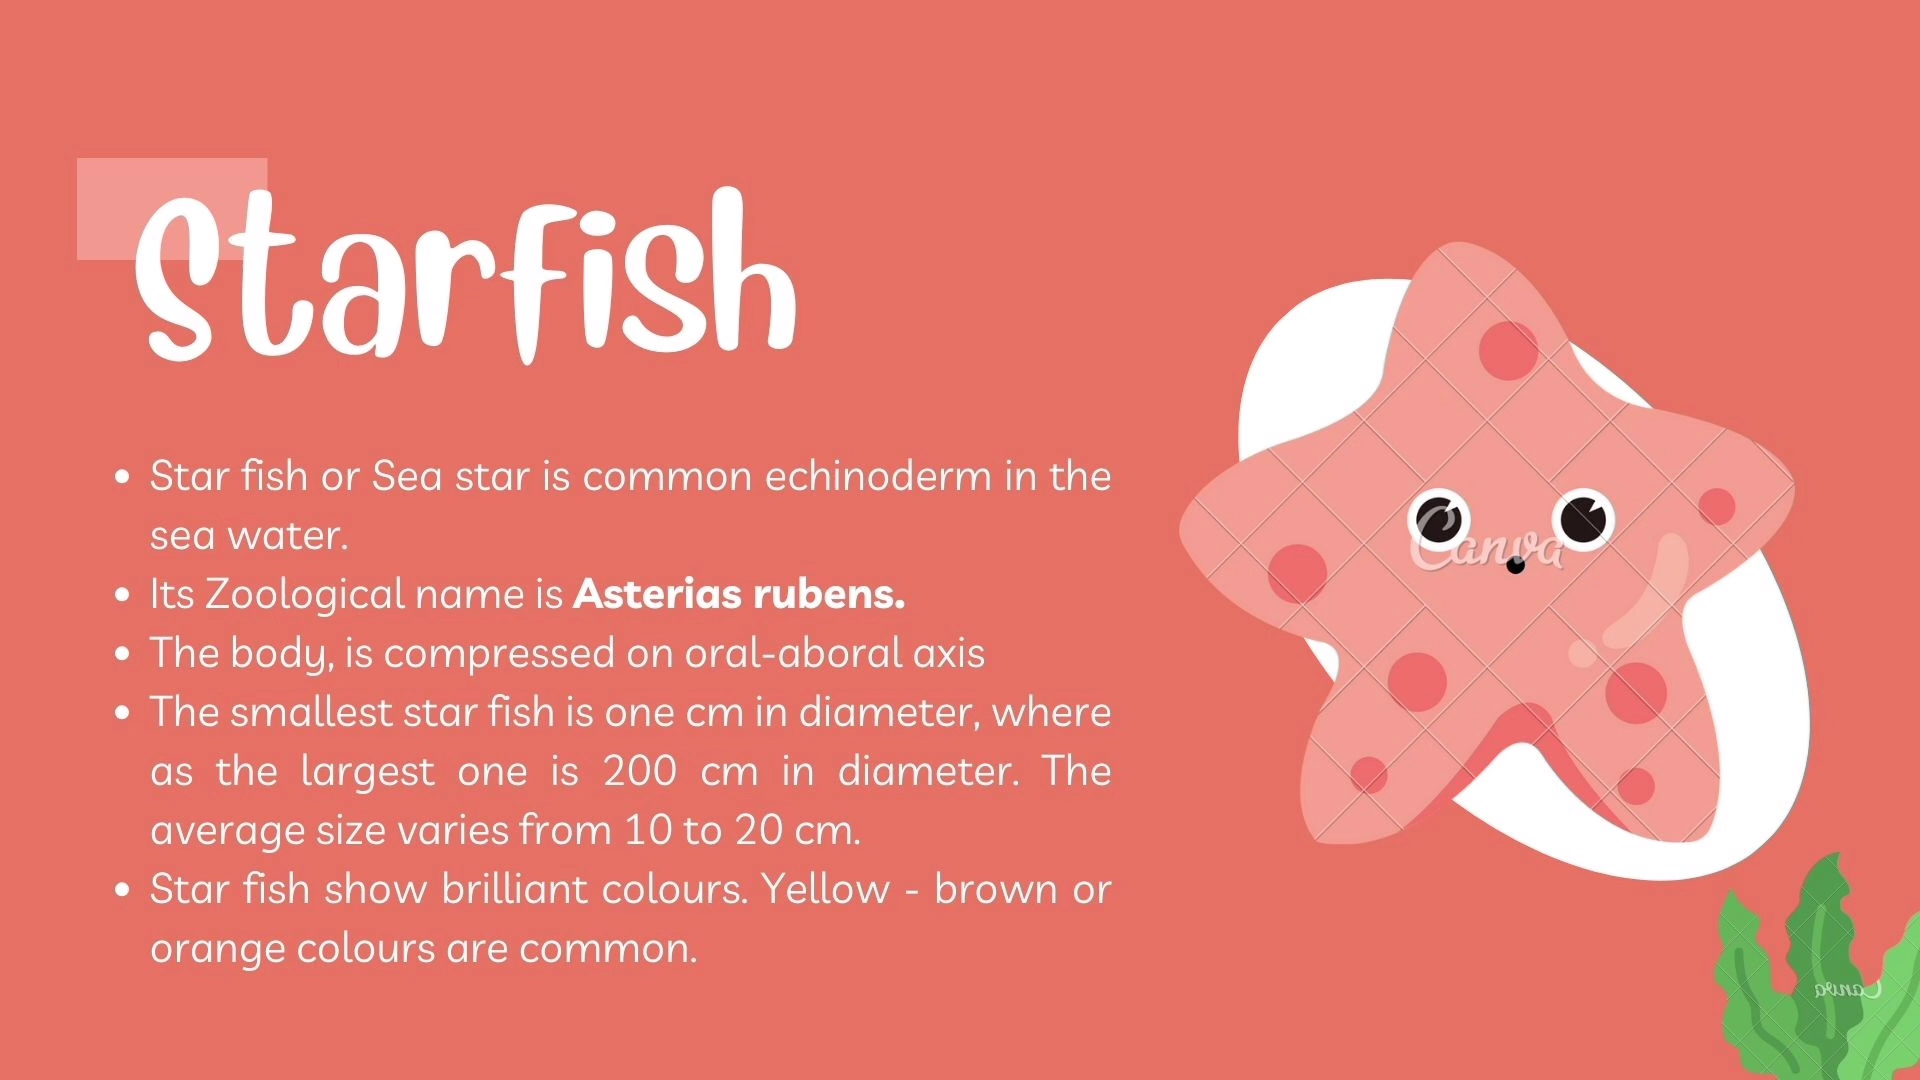 Starfish
• Star fish or Sea star is common echinoderm in the
sea water.
• Its Zoological name is Asterias rubens.
• The body, is compressed on oral-aboral axis
• The smallest star fish is one cm in diameter, where
as the largest one is 200 cm in diameter. The
average size varies from 10 to 20 cm.
• Star fish show brilliant colours. Yellow - brown or
orange colours are common.
Canva
Canva